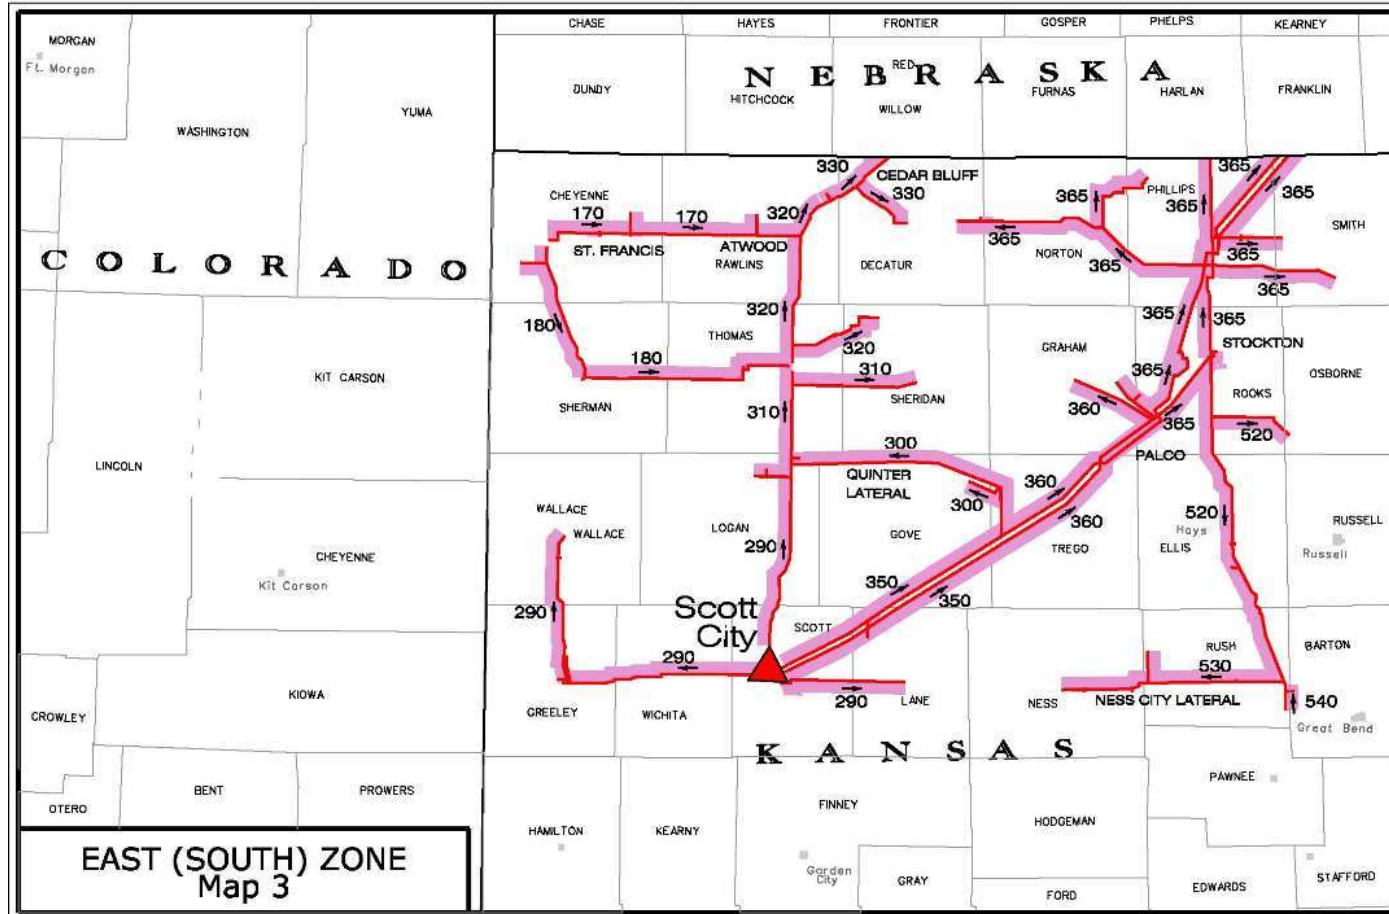 CHASE HAYES FRONTIER GOSPER PHELPS KEARNEY
MORGAN
Ft. Morgan
WASHINGTON
YUMA
DUNDY
HITCHCOCK
RED
WILLOW
FURNAS
HARLAN
FRANKLIN
NEBRASKA
COLORADO
330
CEDAR BLUFF
330
CHEYENNE
170
170
320
ST. FRANCIS
ATWOOD
RAWLINS
DECATUR
365
NORTON
365
365
PHILLIPS
365
365
365
SMITH
365
365
180
320
THOMAS
320
180
310
SHERMAN
310
SHERIDAN
GRAHAM
365
365
STOCKTON
365
ROOKS
OSBORNE
360
365
520
PALCO
KIT CARSON
LINCOLN
300
QUINTER
LATERAL
300
360
360
WALLACE
WALLACE
LOGAN
290
GOVE
TREGO
520
Hays
ELLIS
RUSSELL
Russell
CHEYENNE
Kit Carson
350
350
290
Scott
City
SCOTT
290
290
LANE
GREELEY
WICHITA
NESS
RUSH
BARTON
530
NESS CITY LATERAL
540
Great Bend
KIOWA
CROWLEY
KANSAS
OTERO
BENT
PROWERS
HAMILTON
KEARNY
FINNEY
Garden
City
GRAY
HODGEMAN
FORD
PAWNEE
EDWARDS
STAFFORD
EAST (SOUTH) ZONE
Map 3